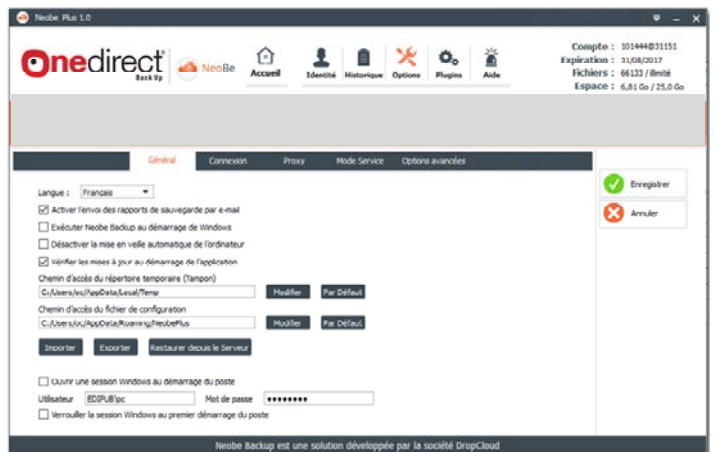 Neobe Plus 1.0
Onedirect
Back Up
NeoBe
Accueil
Identité
Historique
Options
Plugins
Aide
Compte : 101444@31151
Expiration : 31/08/2017
Fichiers : 66133 / illimité
Espace : 6,81 Go / 25,0 Go
Général
Connexion
Proxy
Mode Service
Options avancées
Langue : Francais
Activer l'envoi des rapports de sauvegarde par e-mail
Exécuter Neobe Backup au démarrage de Windows
Désactiver la mise en veille automatique de l'ordinateur
Vérifier les mises à jour au démarrage de l'application
Chemin d'accès du répertoire temporaire (Tampon)
C:/Users/oc/AppData/Local/Temp
Modifier
Par Défaut
Chemin d'accès du fichier de configuration
C:/Users/oc/AppData/Roaming/NeobePlus
Modifier
Par Défaut
Importer
Exporter
Restaurer depuis le Serveur
Ouvrir une session Windows au démarrage du poste
Utilisateur
EDIPUB\pc
Mot de passe
••••••••
Verrouiller la session Windows au premier démarrage du poste
Enregistrer
Annuler
Neobe Backup est une solution développée par la société DropCloud